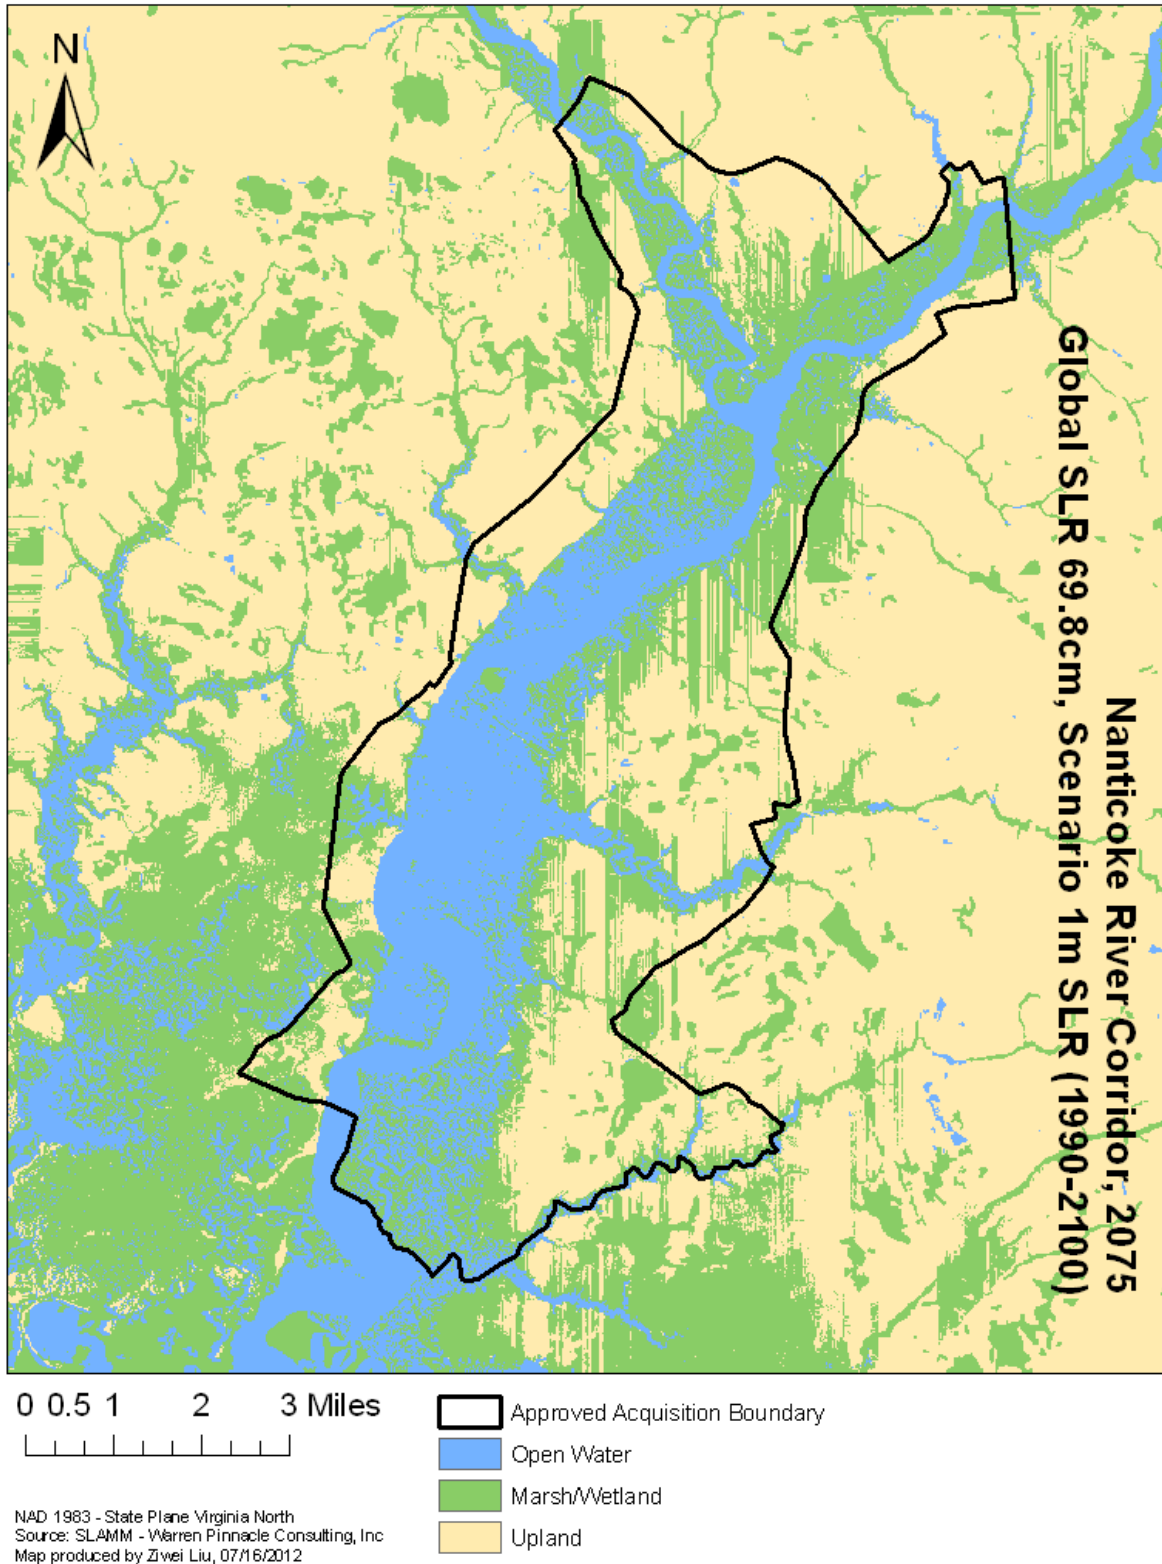 N
Nanticoke River Corridor, 2075
Global SLR 69.8cm, Scenario 1m SLR (1990-2100)
0 0.5 1 2 3 Miles
Approved Acquisition Boundary
Open Water
Marsh/Wetland
Upland
NAD 1983 - State Plane Virginia North
Source: SLAMM - Warren Pinnacle Consulting, Inc
Map produced by Ziwei Liu, 07/16/2012